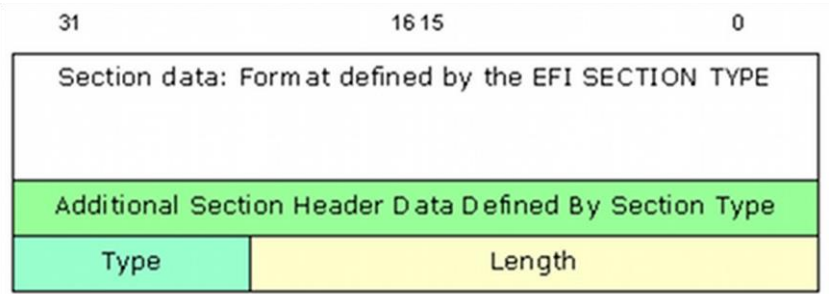 31 16 15 0
Section data: Format defined by the EFI SECTION TYPE
Additional Section Header Data Defined By Section Type
Type Length